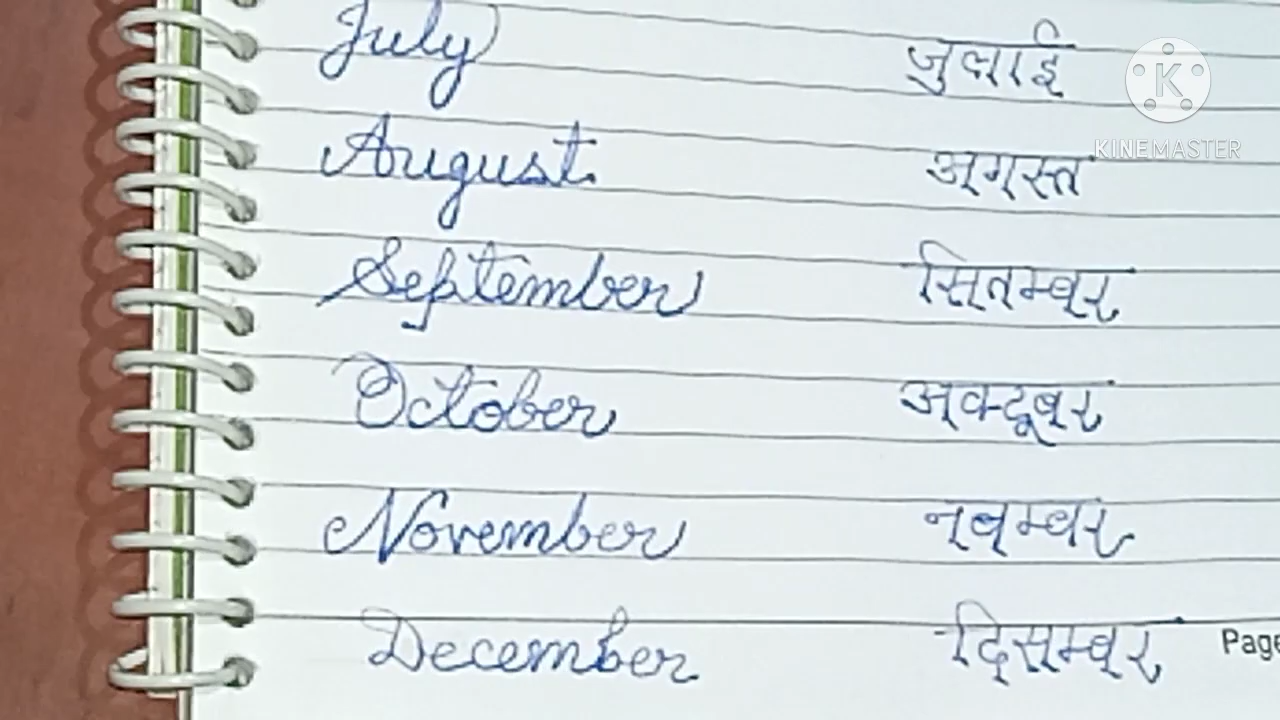 July जुलाई
K
KINEMASTER
August. अगस्त
September सितम्बर
October अक्टूबर
November नवम्बर
December दिसम्बर
Page